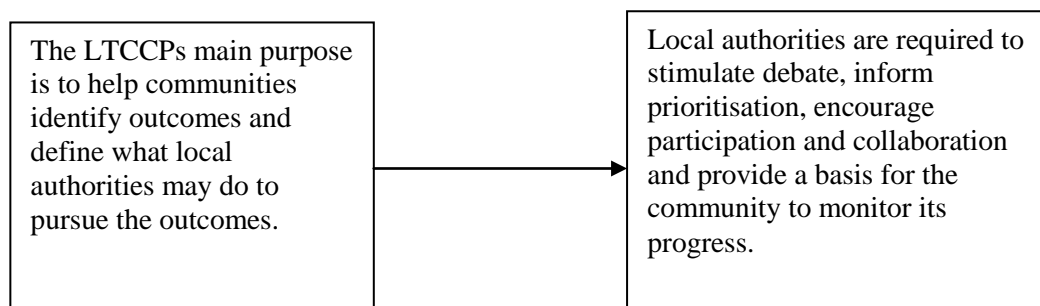 The LTCCPs main purpose
is to help communities
identify outcomes and
define what local
authorities may do to
pursue the outcomes.
Local authorities are required to
stimulate debate, inform
prioritisation, encourage
participation and collaboration
and provide a basis for the
community to monitor its
progress.